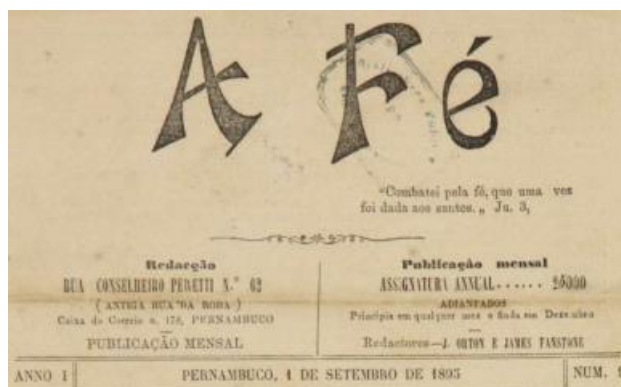 A Fé
"Combatei pela fé, que uma vez
foi dada aos santos. „ Ju. 3,
Redacção
RUA CONSELHEIRO PERETTI N.º 62
( ANTIGA RUA DA RODA )
Caixa do Correio n. 178, PERNAMBUCO
PUBLICAÇÃO MENSAL
Publicação mensal
ASSIGNATURA ANNUAL......
ADIANTADOS
Principia em qualquer mez e finda em Dezembro
Redactores—J. ORTON E JAMES FANSTONE
ANNO I
PERNAMBUCO, 1 DE SETEMBRO DE 1895
NUM. 1